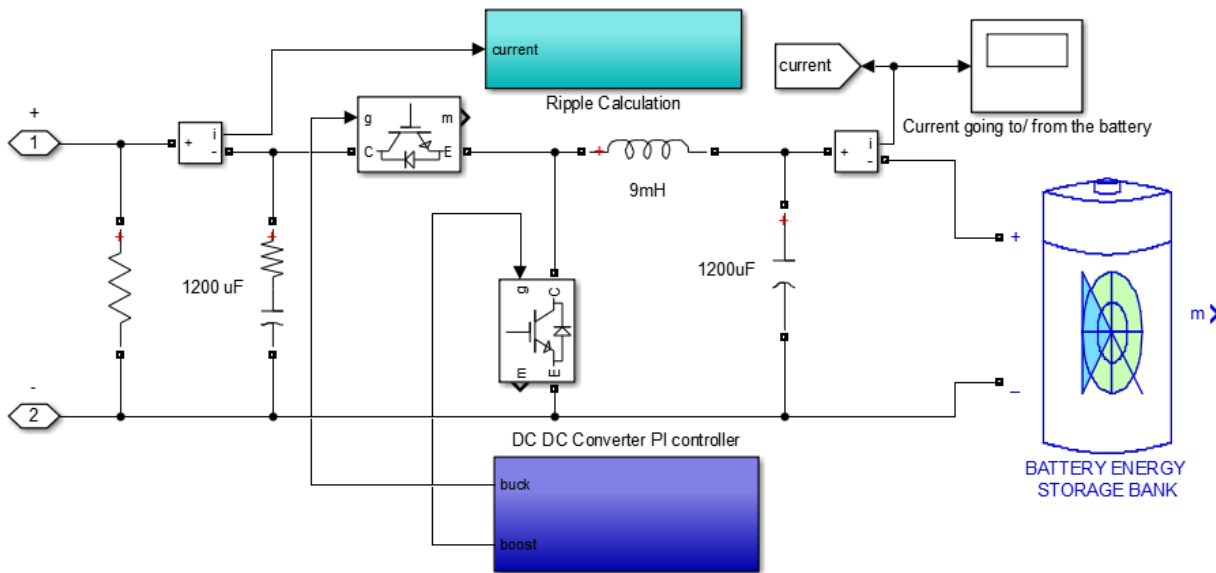 current
Ripple Calculation
current
Current going to/ from the battery
+
1
+
i
-
g
m
C
E
+
9mH
+
i
-
+
1200 uF
+
+
1200uF
g
C
m
E
+
m
-
2
−
DC DC Converter PI controller
buck
boost
BATTERY ENERGY
STORAGE BANK